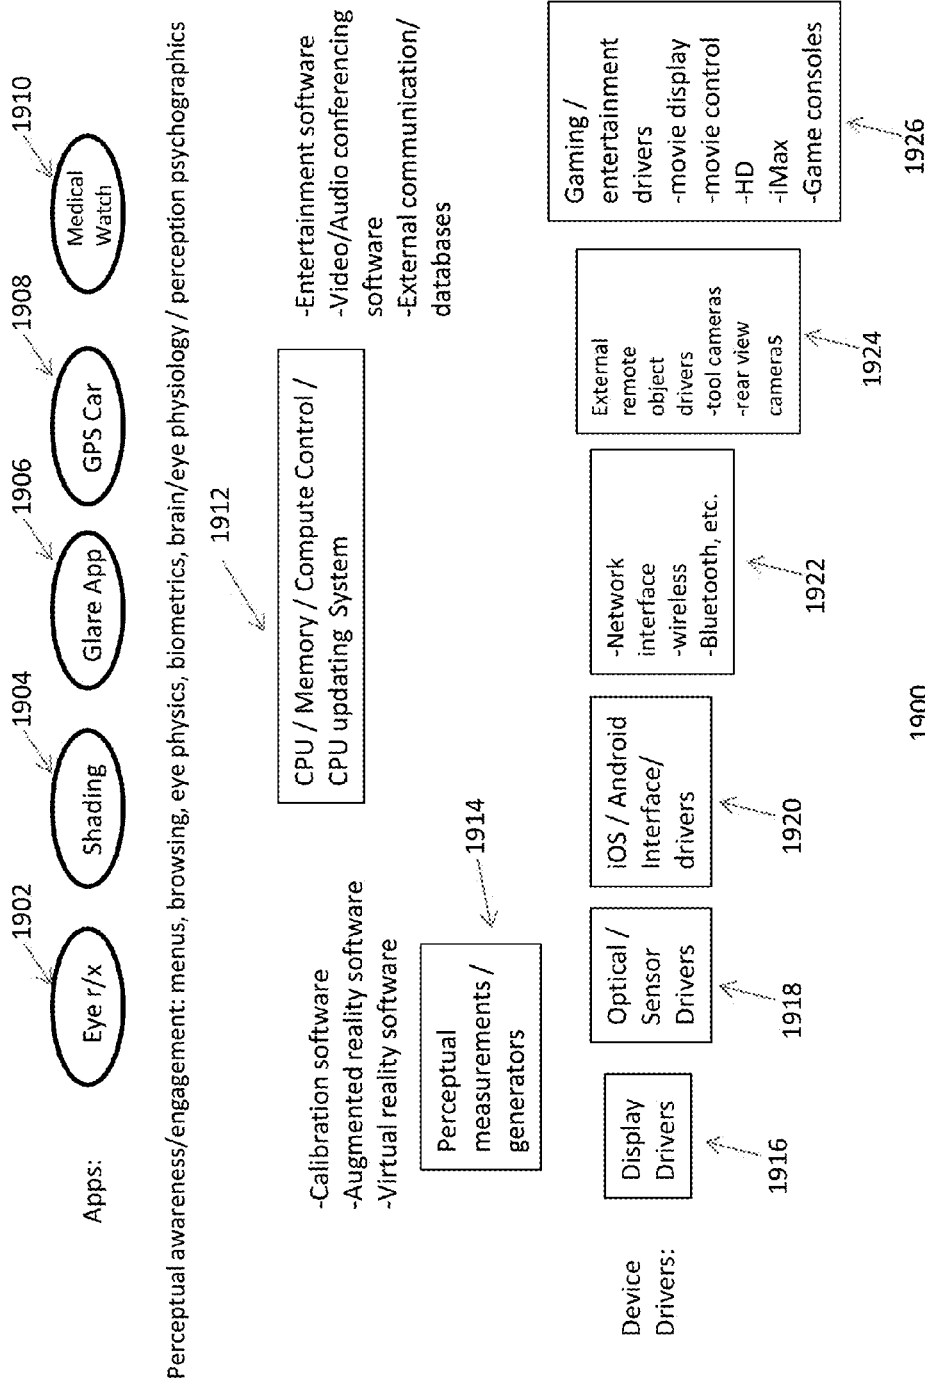 1902
1904
1906
1908
1910
Apps:
Eye r/x
Shading
Glare App
GPS Car
Medical
Watch
Perceptual awareness/engagement: menus, browsing, eye physics, biometrics, brain/eye physiology / perception psychographics
1912
-Calibration software
-Augmented reality software
-Virtual reality software
CPU / Memory / Compute Control /
CPU updating System
-Entertainment software
-Video/Audio conferencing
software
-External communication/
databases
1914
Perceptual
measurements /
generators
Device
Drivers:
Display
Drivers
1916
Optical /
Sensor
Drivers
1918
iOS / Android
Interface/
drivers
1920
-Network
interface
-wireless
-Bluetooth, etc.
1922
External
remote
object
drivers
-tool cameras
-rear view
cameras
1924
Gaming /
entertainment
drivers
-movie display
-movie control
-HD
-iMax
-Game consoles
1926
1900